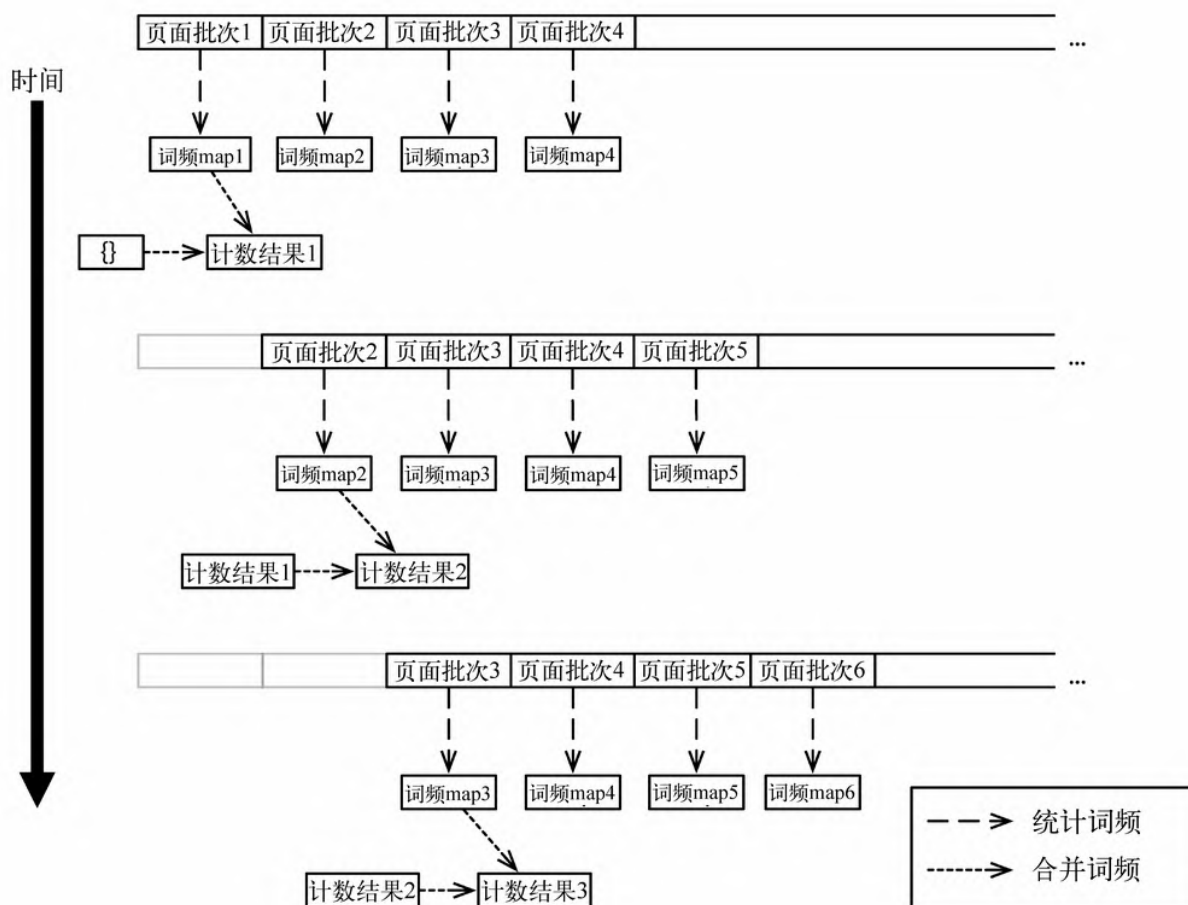 页面批次1 页面批次2 页面批次3 页面批次4 ...
时间
词频map1 词频map2 词频map3 词频map4
{} 计数结果1
页面批次2 页面批次3 页面批次4 页面批次5 ...
词频map2 词频map3 词频map4 词频map5
计数结果1 计数结果2
页面批次3 页面批次4 页面批次5 页面批次6 ...
词频map3 词频map4 词频map5 词频map6
统计词频
合并词频
计数结果2 计数结果3